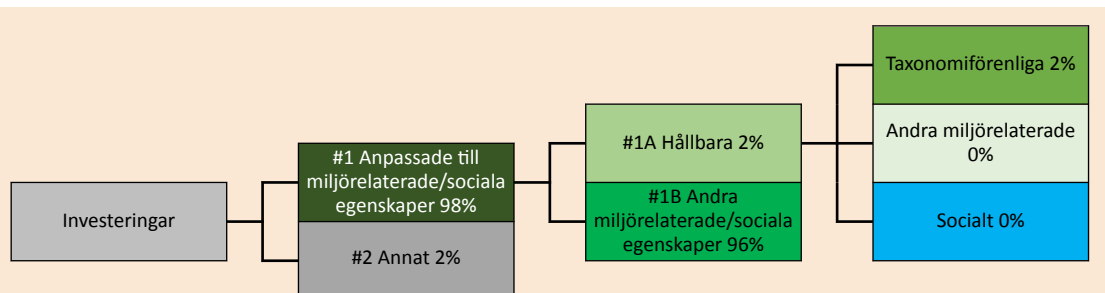 Investeringar
#1 Anpassade till
miljörelaterade/sociala
egenskaper 98%
#2 Annat 2%
#1A Hållbara 2%
#1B Andra
miljörelaterade/sociala
egenskaper 96%
Taxonomiförenliga 2%
Andra miljörelaterade
0%
Socialt 0%